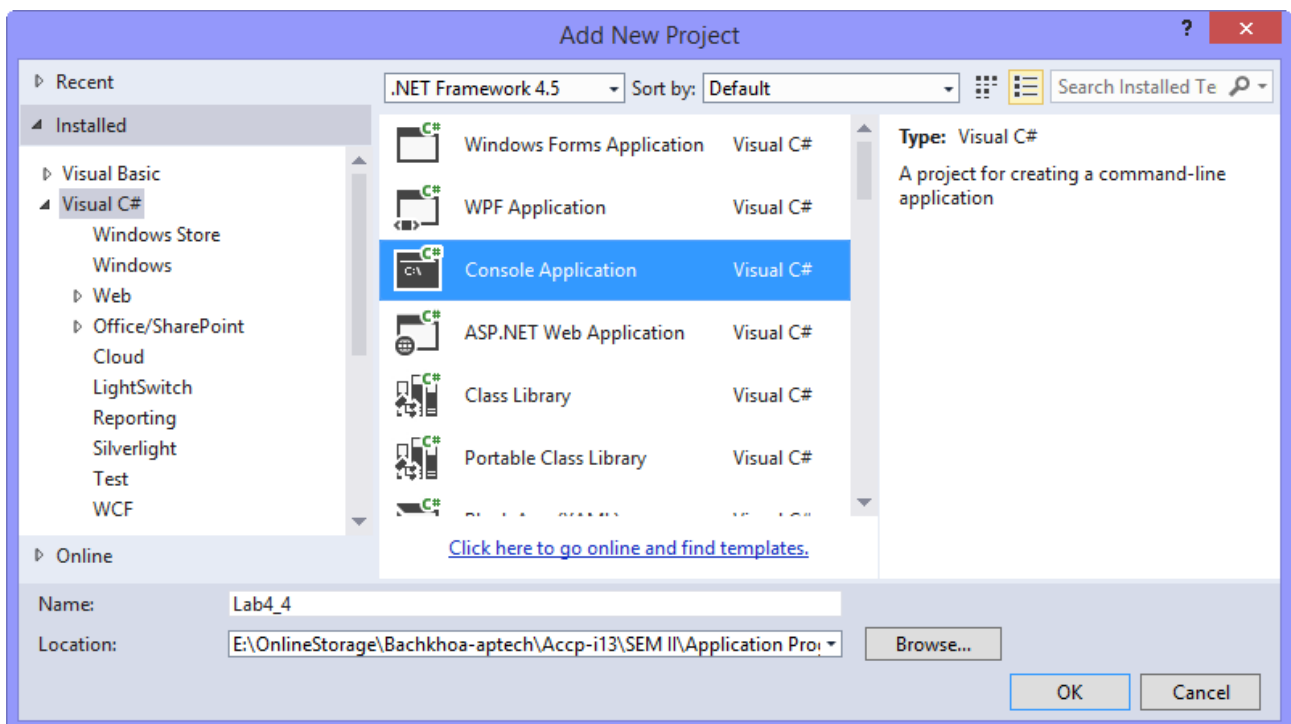 Add New Project
?
Recent
.NET Framework 4.5 Sort by: Default Search Installed Te
Installed
Visual Basic
Visual C#
Windows Store
Windows
Web
Office/SharePoint
Cloud
LightSwitch
Reporting
Silverlight
Test
WCF
Online
C# Windows Forms Application Visual C#
C# WPF Application Visual C#
C# C:\ Console Application Visual C#
C# ASP.NET Web Application Visual C#
C# Class Library Visual C#
C# Portable Class Library Visual C#
C#
Click here to go online and find templates.
Type: Visual C#
A project for creating a command-line
application
Name: Lab4_4
Location: E:\OnlineStorage\Bachkhoa-aptech\Accp-i13\SEM II\Application Browse...
OK Cancel